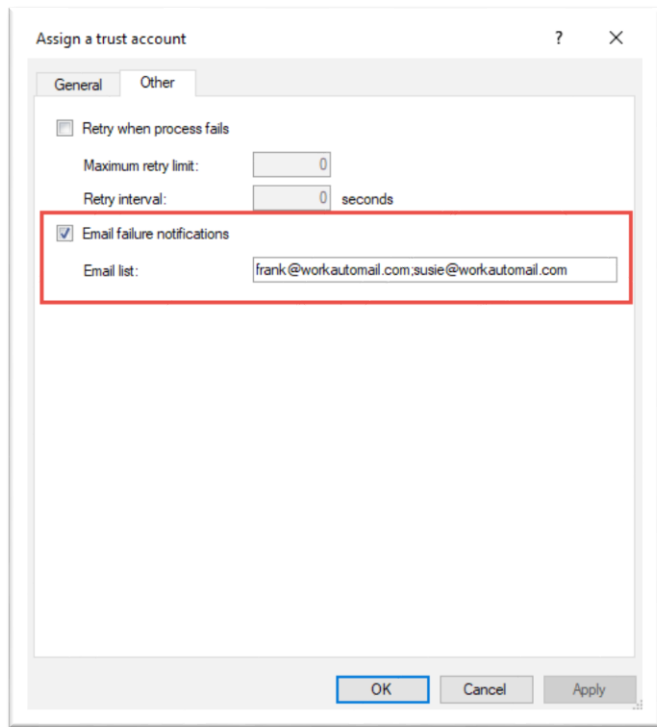 Assign a trust account ?
General Other
Retry when process fails
Maximum retry limit: 0
Retry interval: 0 seconds
Email failure notifications
Email list: frank@workautomail.com;susie@workautomail.com
OK Cancel Apply